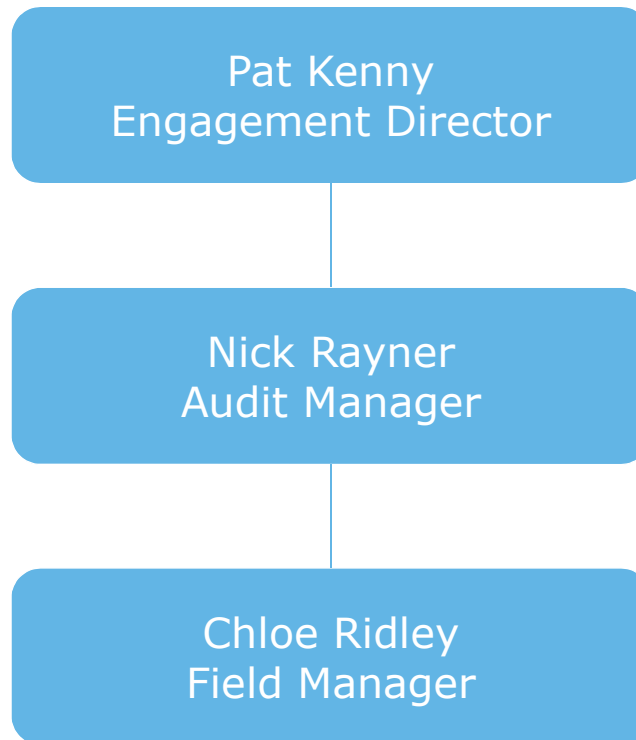 Pat Kenny
Engagement Director
Nick Rayner
Audit Manager
Chloe Ridley
Field Manager